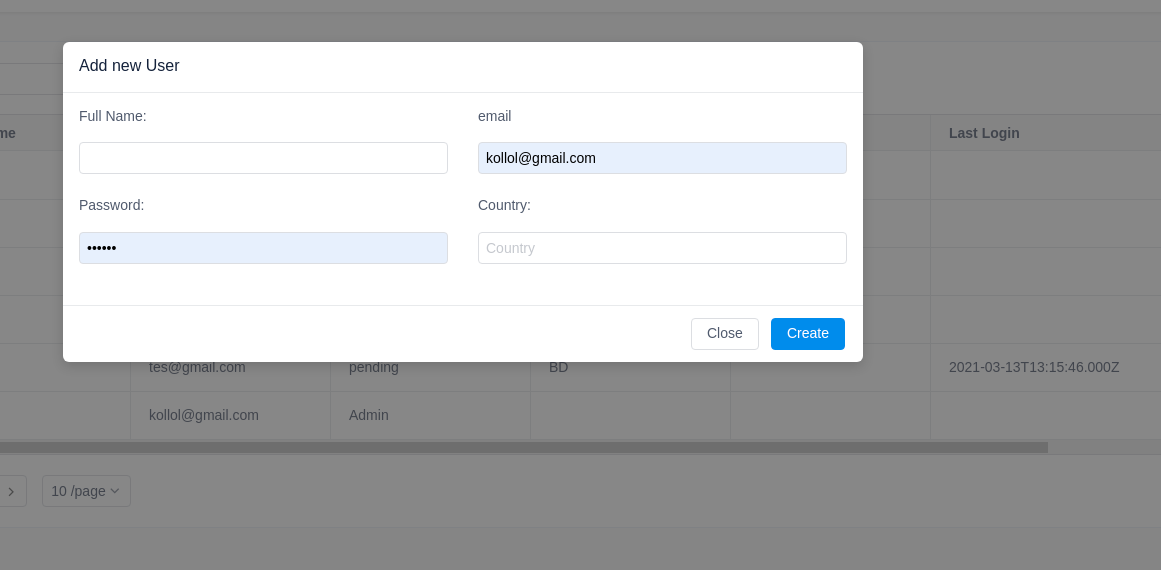 Add new User
Full Name:
email
kollol@gmail.com
Password:
••••••
Country:
Country
Close
Create
me
Last Login
tes@gmail.com
pending
BD
2021-03-13T13:15:46.000Z
kollol@gmail.com
Admin
10 /page